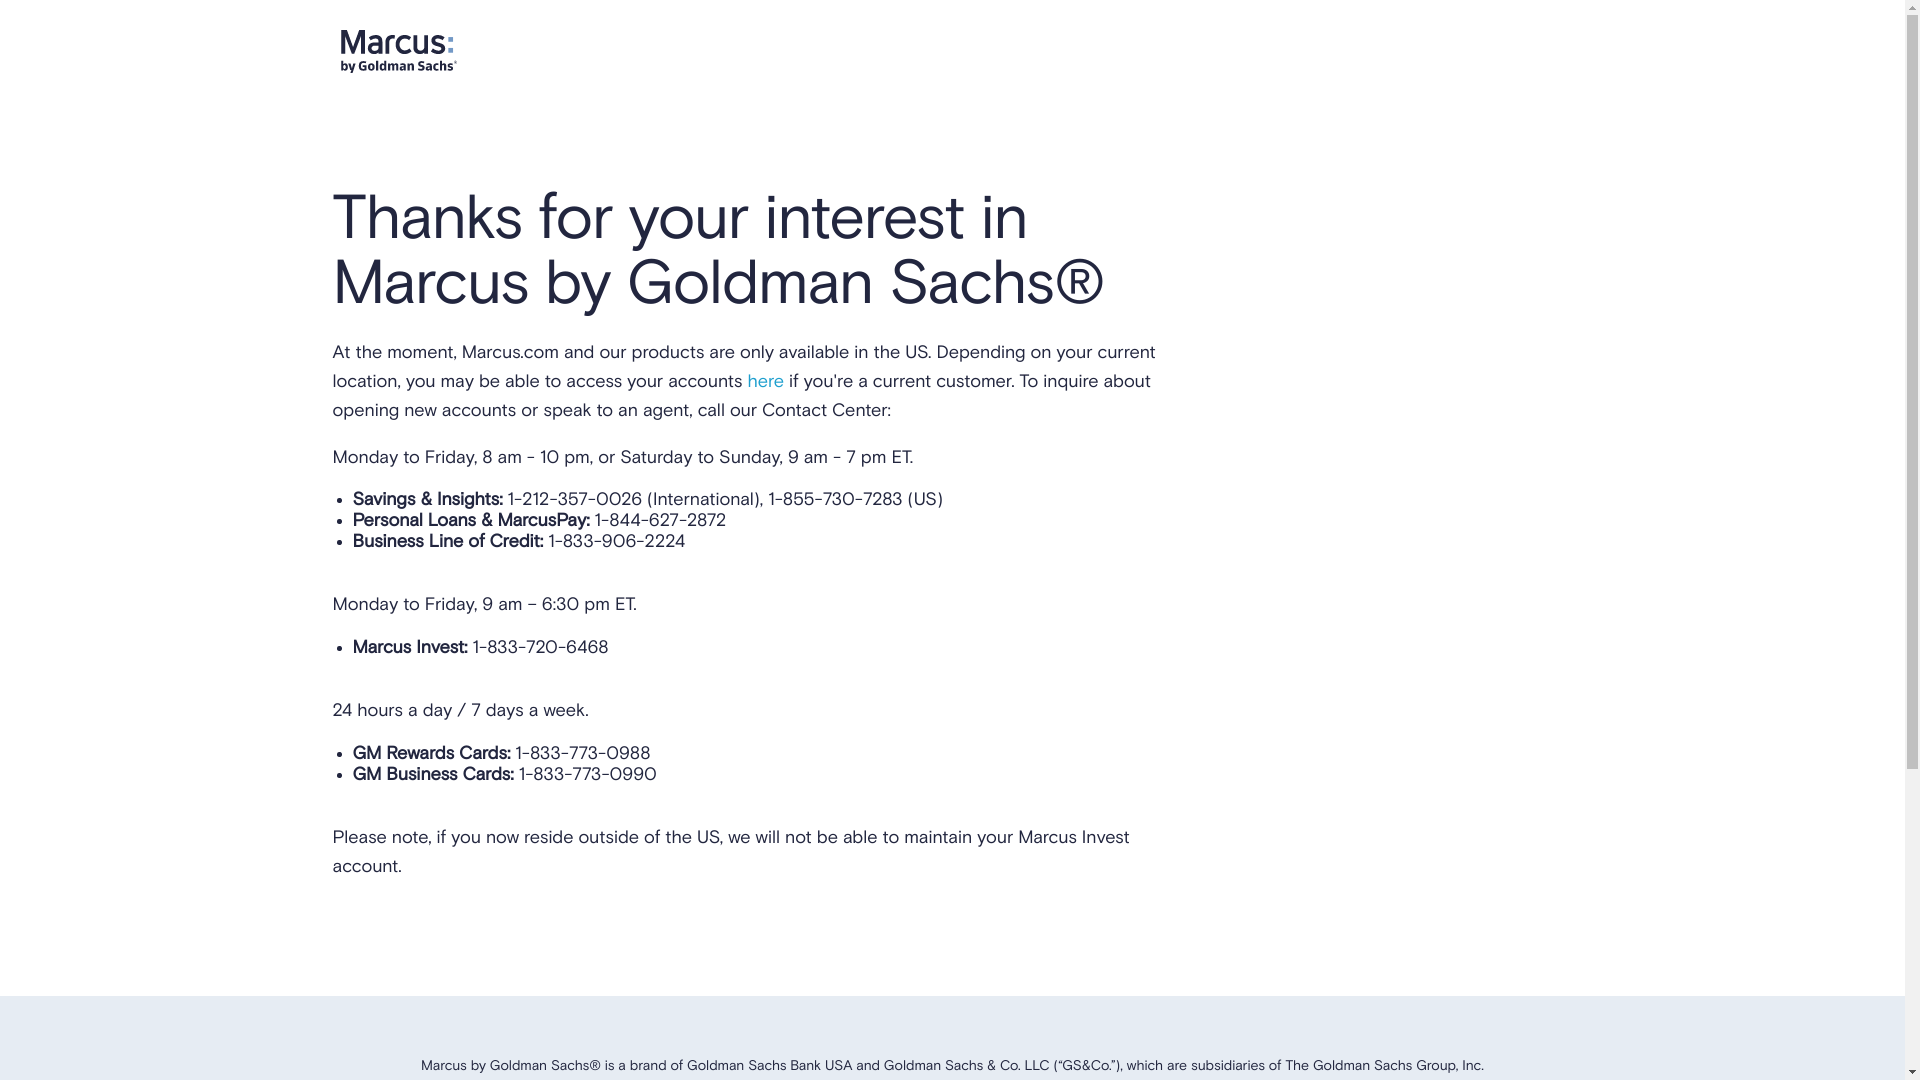 Marcus:
by Goldman Sachs®
Thanks for your interest in
Marcus by Goldman Sachs®
At the moment, Marcus.com and our products are only available in the US. Depending on your current
location, you may be able to access your accounts here if you're a current customer. To inquire about
opening new accounts or speak to an agent, call our Contact Center:
Monday to Friday, 8 am - 10 pm, or Saturday to Sunday, 9 am - 7 pm ET.
• Savings & Insights: 1-212-357-0026 (International), 1-855-730-7283 (US)
• Personal Loans & MarcusPay: 1-844-627-2872
• Business Line of Credit: 1-833-906-2224
Monday to Friday, 9 am – 6:30 pm ET.
• Marcus Invest: 1-833-720-6468
24 hours a day / 7 days a week.
• GM Rewards Cards: 1-833-773-0988
• GM Business Cards: 1-833-773-0990
Please note, if you now reside outside of the US, we will not be able to maintain your Marcus Invest
account.
Marcus by Goldman Sachs® is a brand of Goldman Sachs Bank USA and Goldman Sachs & Co. LLC (“GS&Co.”), which are subsidiaries of The Goldman Sachs Group, Inc.